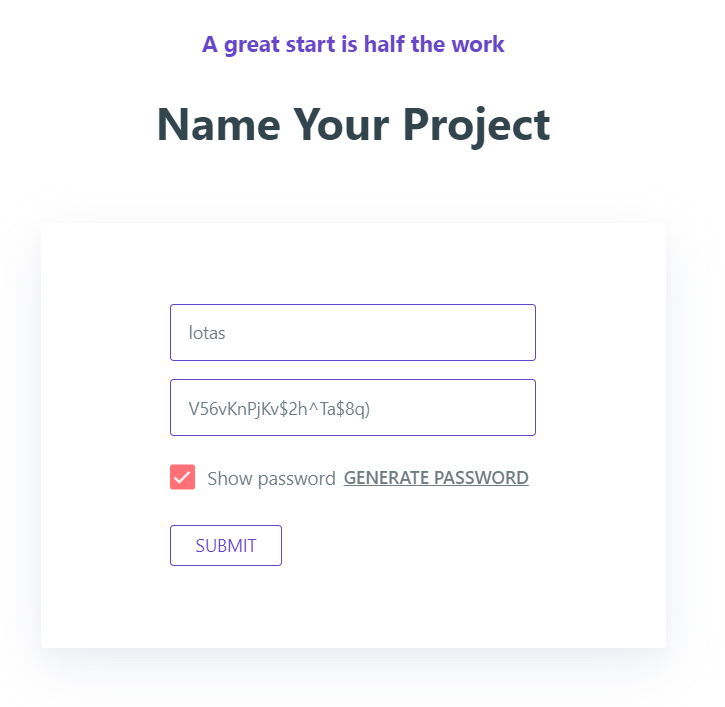 A great start is half the work
Name Your Project
lotas
V56vKnPjKv$2h^Ta$8q)
Show password GENERATE PASSWORD
SUBMIT